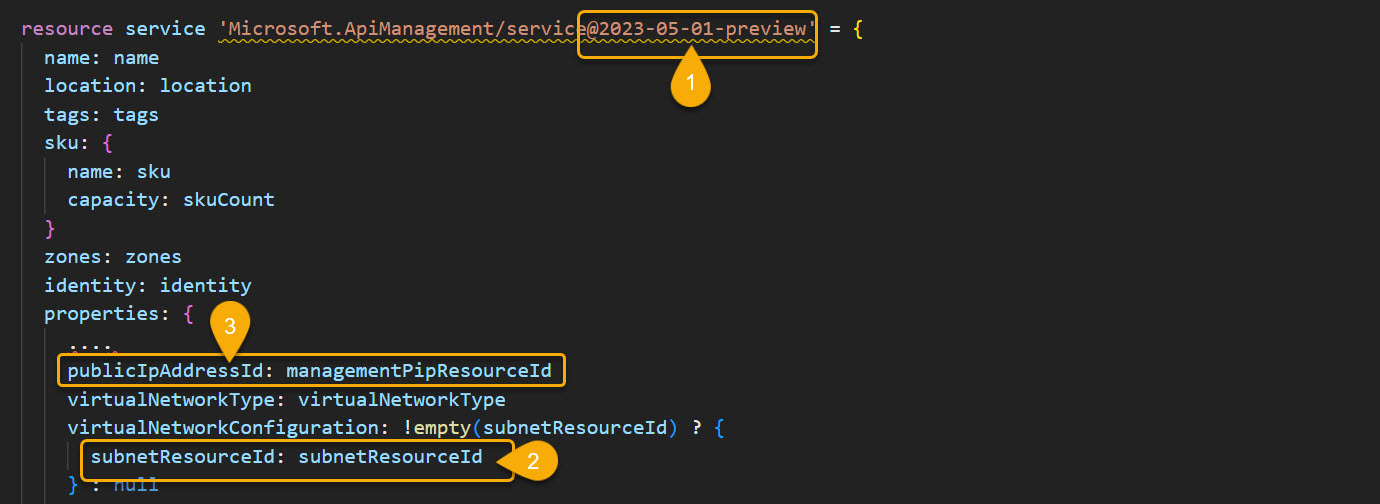 resource service 'Microsoft.ApiManagement/service@2023-05-01-preview' = {
1
name: name
location: location
tags: tags
sku: {
name: sku
capacity: skuCount
}
zones: zones
identity: identity
properties: {
3
....
publicIpAddressId: managementPipResourceId
virtualNetworkType: virtualNetworkType
virtualNetworkConfiguration: !empty(subnetResourceId) ? {
subnetResourceId: subnetResourceId
2
} : null